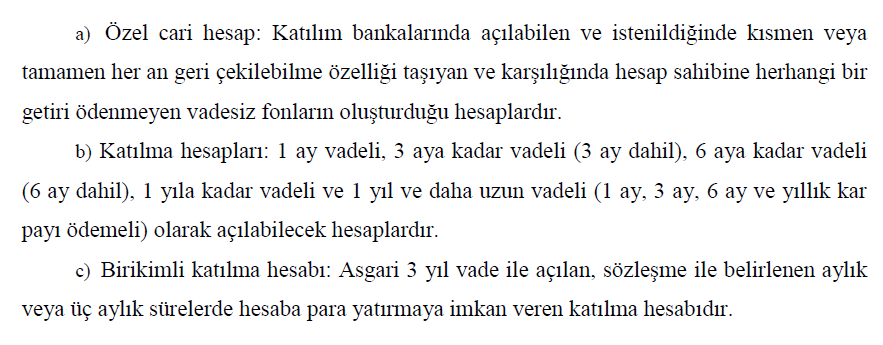 a) Özel cari hesap: Katılım bankalarında açılabilen ve istenildiğinde kısmen veya
tamamen her an geri çekilebilme özelliği taşıyan ve karşılığında hesap sahibine herhangi bir
getiri ödenmeyen vadesiz fonların oluşturduğu hesaplardır.
b) Katılma hesapları: 1 ay vadeli, 3 aya kadar vadeli (3 ay dahil), 6 aya kadar vadeli
(6 ay dahil), 1 yıla kadar vadeli ve 1 yıl ve daha uzun vadeli (1 ay, 3 ay, 6 ay ve yıllık kar
payı ödemeli) olarak açılabilecek hesaplardır.
c) Birikimli katılma hesabı: Asgari 3 yıl vade ile açılan, sözleşme ile belirlenen aylık
veya üç aylık sürelerde hesaba para yatırmaya imkan veren katılma hesabıdır.